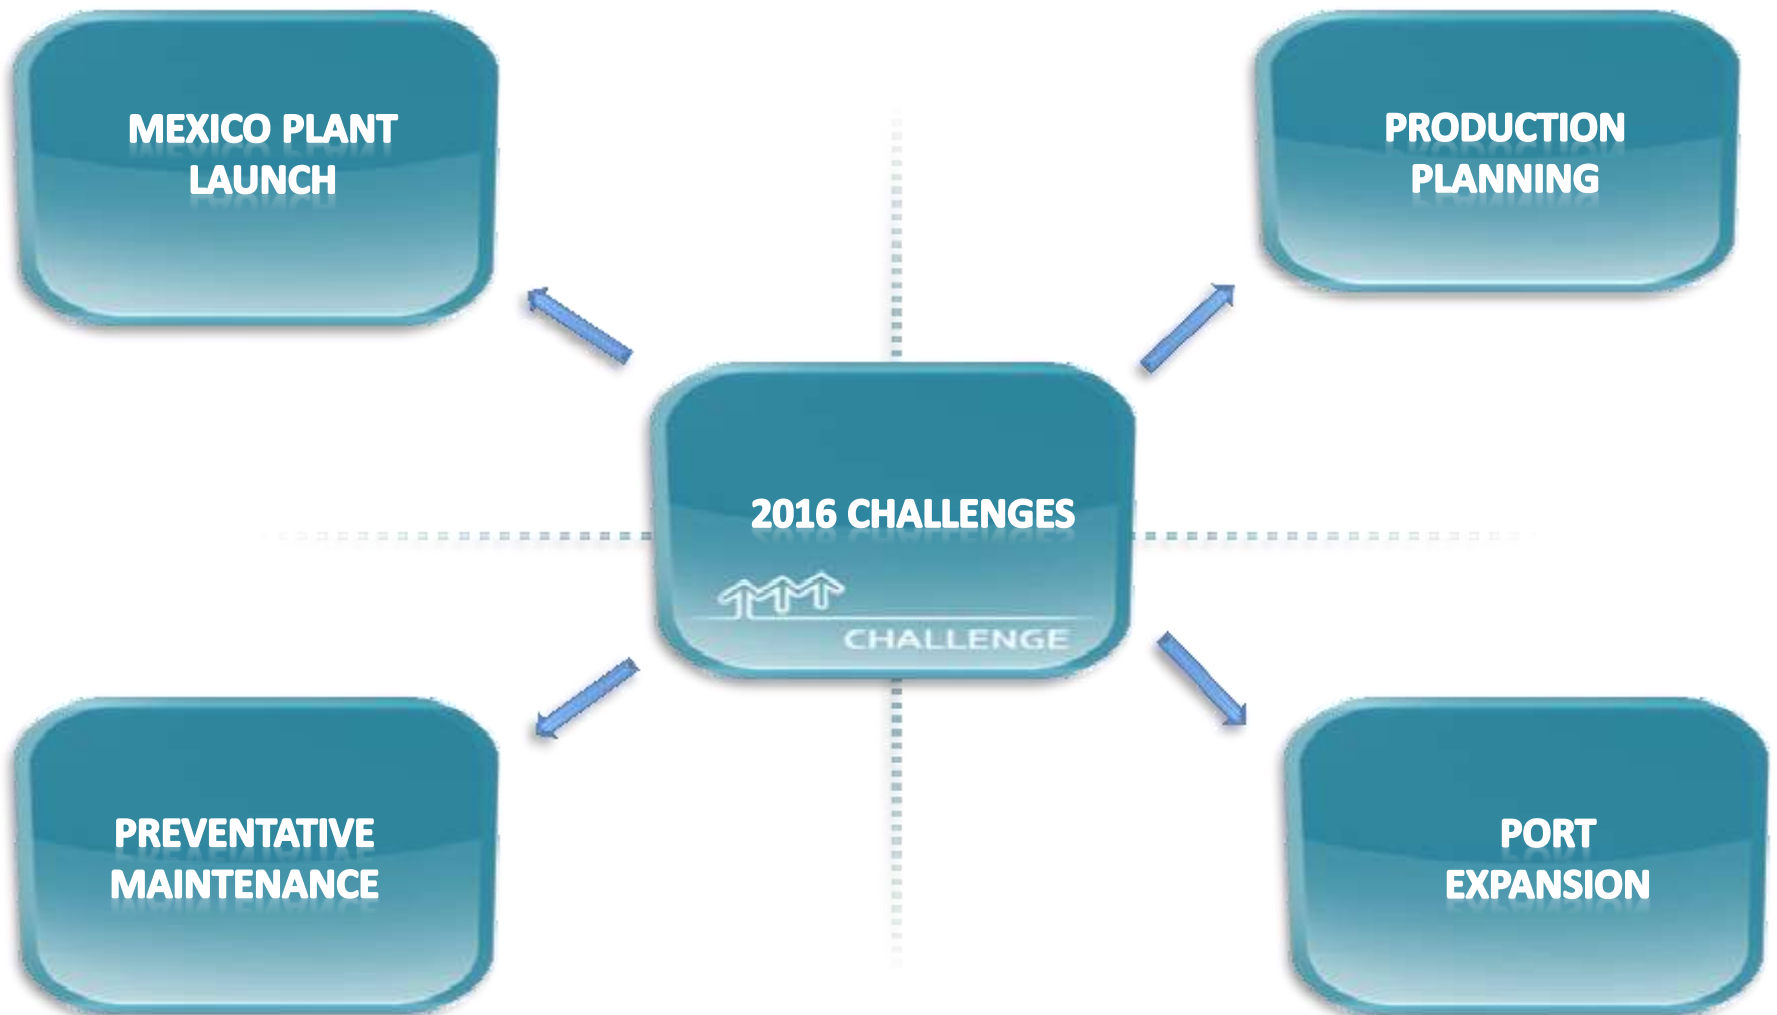 MEXICO PLANT
LAUNCH
PRODUCTION
PLANNING
2016 CHALLENGES
CHALLENGE
PREVENTATIVE
MAINTENANCE
PORT
EXPANSION